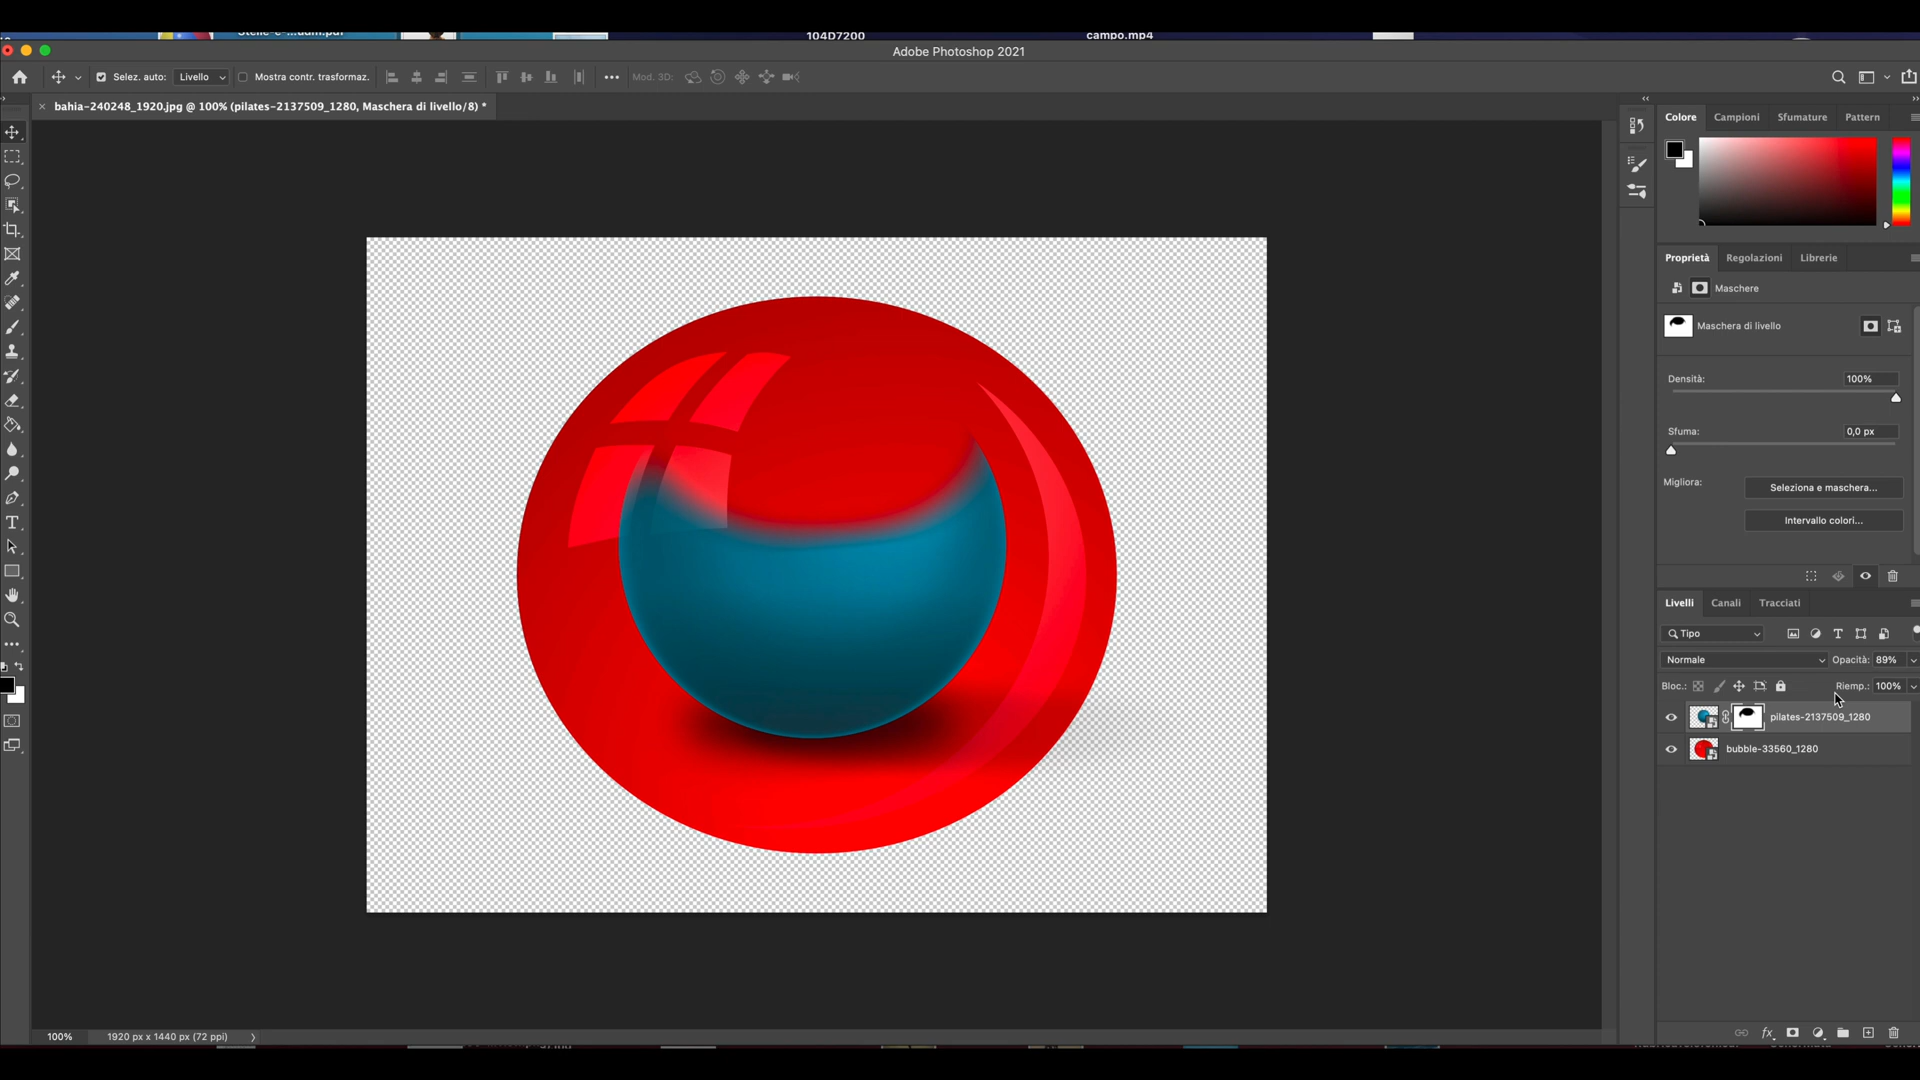 104D7200
campo.mp4
Adobe Photoshop 2021
Selez. auto:
Livello
Mostra contr. trasformaz.
Mod. 3D:
bahia-240248_1920.jpg @ 100% (pilates-2137509_1280, Maschera di livello/8) *
Colore
Campioni
Sfumature
Pattern
Proprietà
Regolazioni
Librerie
Maschere
Maschera di livello
Densità:
100%
Sfuma:
0,0 px
Migliora:
Seleziona e maschera...
Intervallo colori...
Livelli
Canali
Tracciati
Tipo
Normale
Opacità: 89%
Bloc.:
Riemp.: 100%
pilates-2137509_1280
bubble-33560_1280
100%
1920 px x 1440 px (72 ppi)